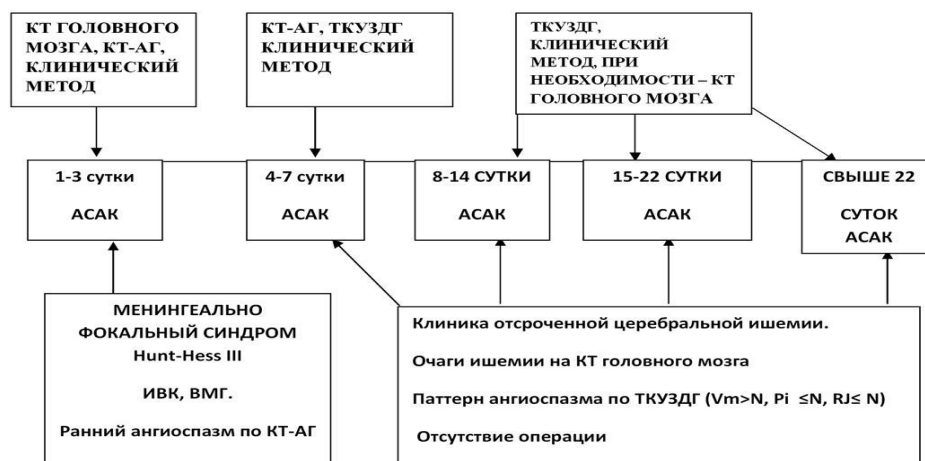 КТ ГОЛОВНОГО
МОЗГА, КТ-АГ,
КЛИНИЧЕСКИЙ
МЕТОД
КТ-АГ, ТКУЗДГ
КЛИНИЧЕСКИЙ
МЕТОД
ТКУЗДГ,
КЛИНИЧЕСКИЙ
МЕТОД, ПРИ
НЕОБХОДИМОСТИ – КТ
ГОЛОВНОГО МОЗГА
1-3 сутки
АСАК
4-7 сутки
АСАК
8-14 СУТКИ
АСАК
15-22 СУТКИ
АСАК
СВЫШЕ 22
СУТОК
АСАК
МЕНИНГЕАЛЬНО
ФОКАЛЬНЫЙ СИНДРОМ
Hunt-Hess III
ИВК, ВМГ.
Ранний ангиоспазм по КТ-АГ
Клиника отсроченной церебральной ишемии.
Очаги ишемии на КТ головного мозга
Паттерн ангиоспазма по ТКУЗДГ (Vm>N, Pi ≤N, RJ≤ N)
Отсутствие операции